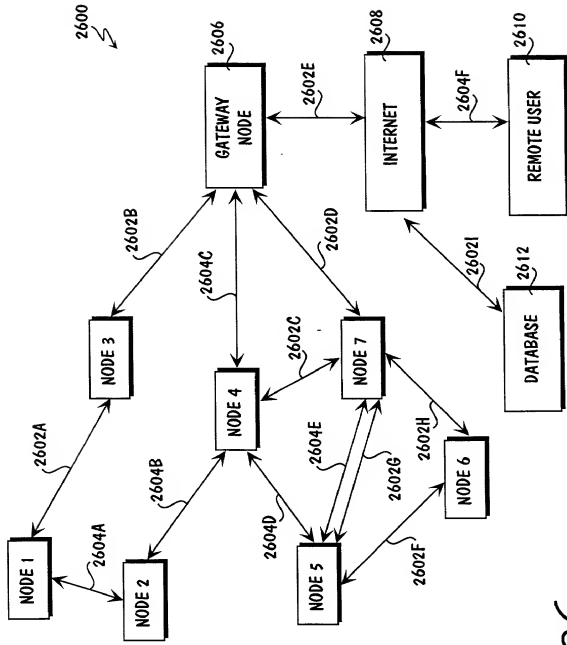 2600
NODE 1
2604A
NODE 2
2602A
NODE 3
2602B
2604B
NODE 4
2604C
GATEWAY
NODE
2606
2604D
NODE 5
2604E
2602G
2602C
NODE 7
2602D
2602E
2602F
NODE 6
2602H
INTERNET
2608
2602I
2604F
DATABASE
2612
REMOTE USER
2610